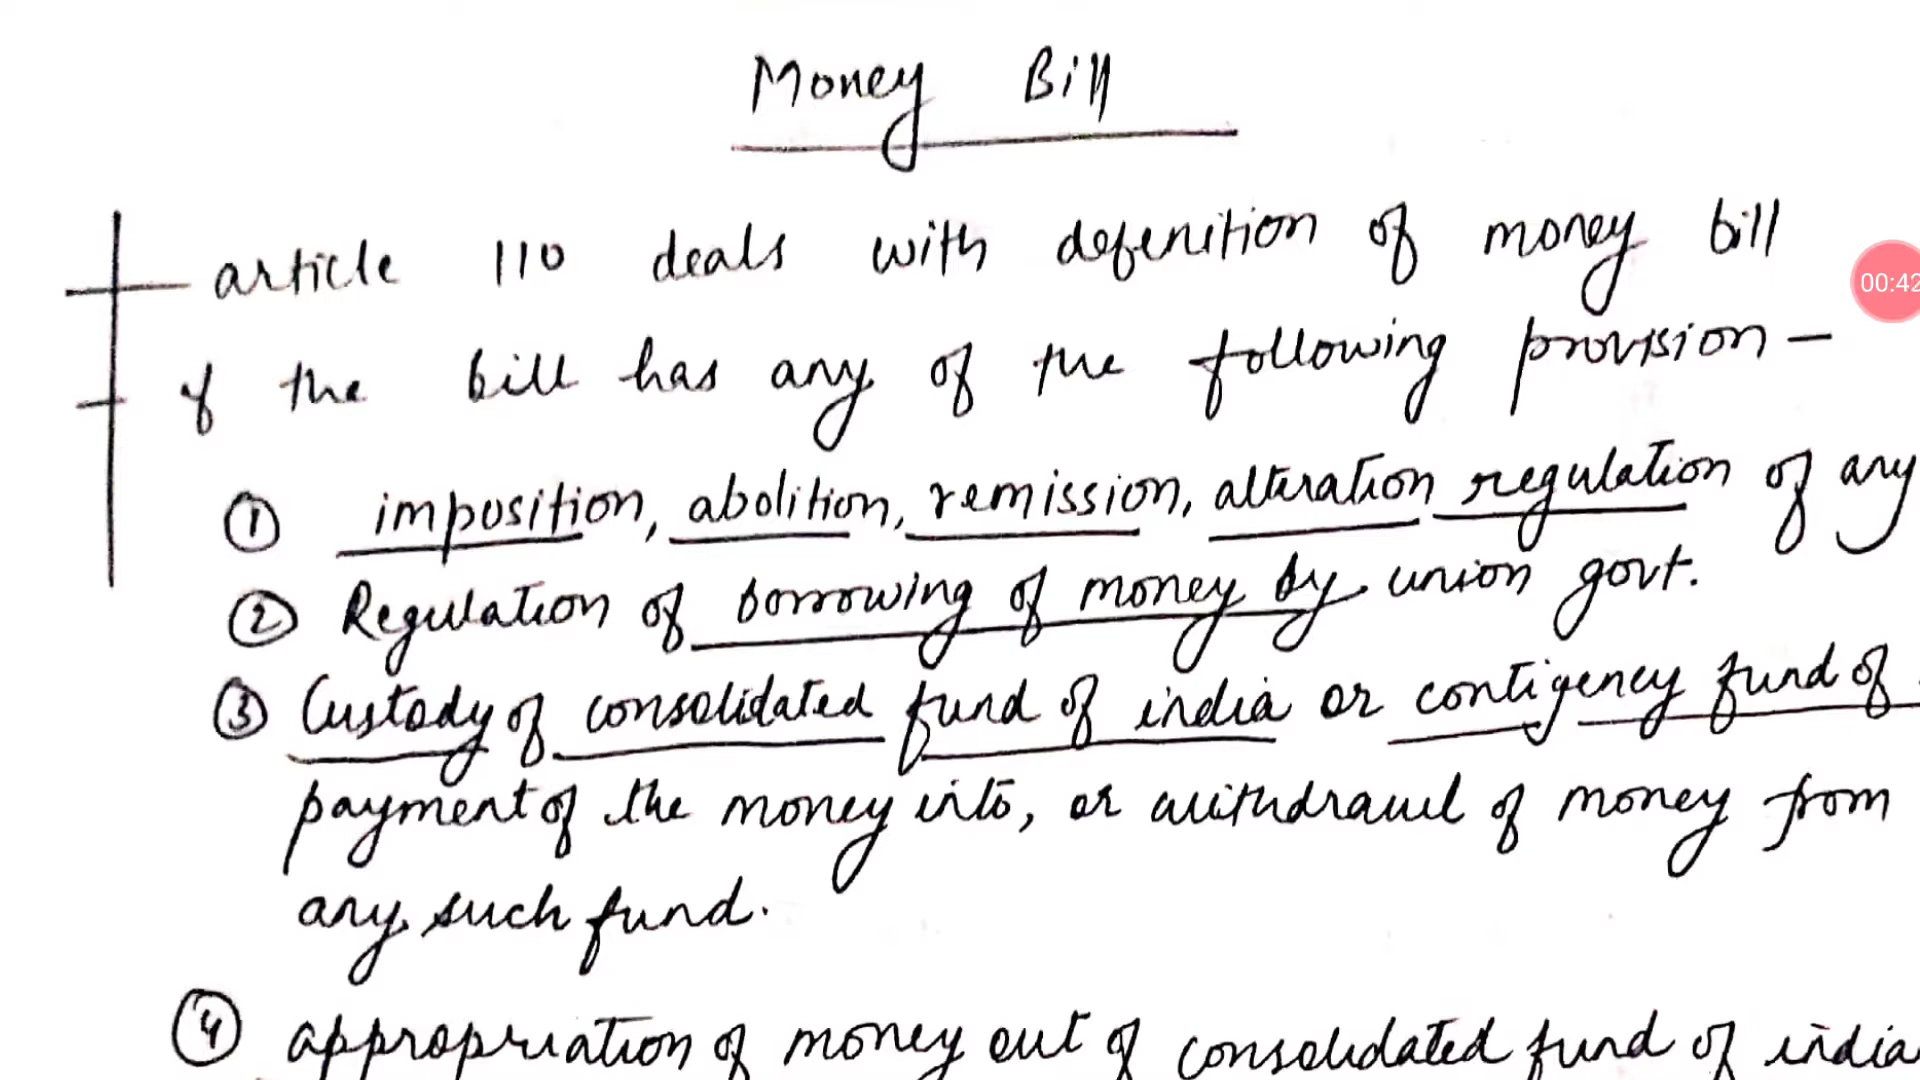 Money Bill
article 110 deals with defenition of money bill
00:42
if the bill has any of the following provision -
① imposition, abolition, remission, alteration regulation of any
② Regulation of borrowing of money by union govt.
③ Custody of consolidated fund of india or contigency fund of
payment of the money into, or withdrawl of money from
any such fund.
④ appropriation of money out of consolidated fund of india